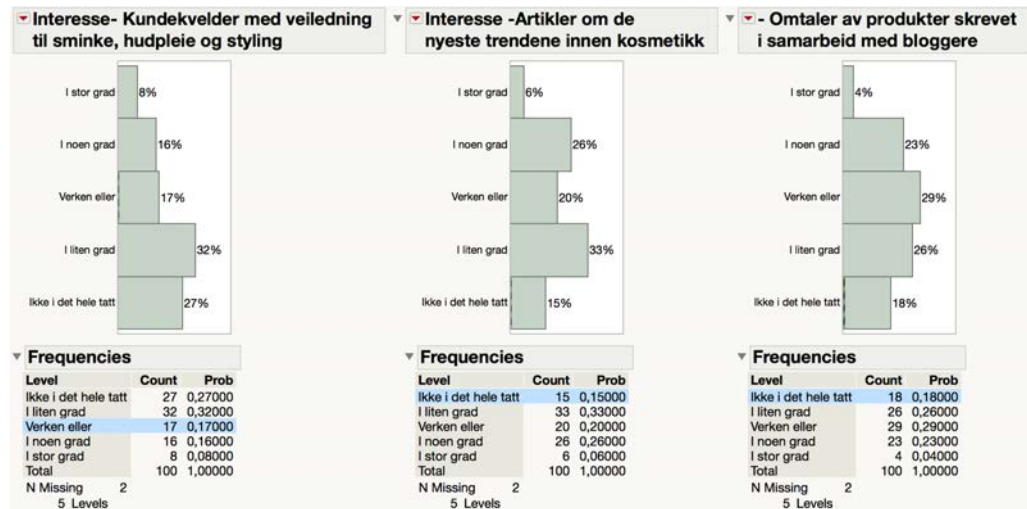 Interesse- Kundekvelder med veiledning
til sminke, hudpleie og styling
I stor grad 8%
I noen grad 16%
Verken eller 17%
I liten grad 32%
Ikke i det hele tatt 27%
Frequencies
Level Count Prob
Ikke i det hele tatt 27 0,27000
I liten grad 32 0,32000
Verken eller 17 0,17000
I noen grad 16 0,16000
I stor grad 8 0,08000
Total 100 1,00000
N Missing 2
5 Levels
Interesse -Artikler om de
nyeste trendene innen kosmetikk
I stor grad 6%
I noen grad 26%
Verken eller 20%
I liten grad 33%
Ikke i det hele tatt 15%
Frequencies
Level Count Prob
Ikke i det hele tatt 15 0,15000
I liten grad 33 0,33000
Verken eller 20 0,20000
I noen grad 26 0,26000
I stor grad 6 0,06000
Total 100 1,00000
N Missing 2
5 Levels
- Omtaler av produkter skrevet
i samarbeid med bloggere
I stor grad 4%
I noen grad 23%
Verken eller 29%
I liten grad 26%
Ikke i det hele tatt 18%
Frequencies
Level Count Prob
Ikke i det hele tatt 18 0,18000
I liten grad 26 0,26000
Verken eller 29 0,29000
I noen grad 23 0,23000
I stor grad 4 0,04000
Total 100 1,00000
N Missing 2
5 Levels